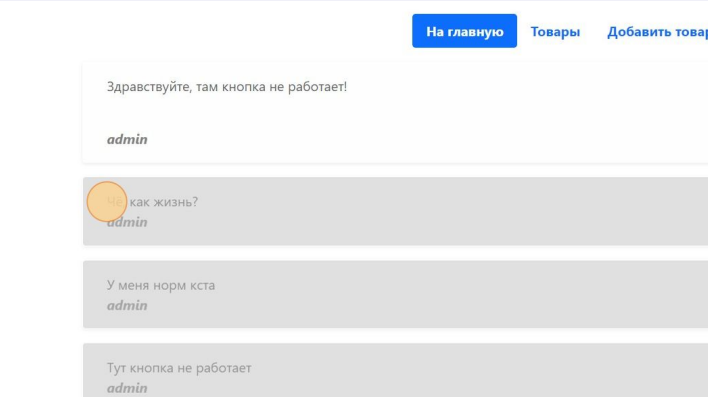 На главную Товары Добавить товар
Здравствуйте, там кнопка не работает!
admin
Чё, как жизнь?
admin
У меня норм кста
admin
Тут кнопка не работает
admin